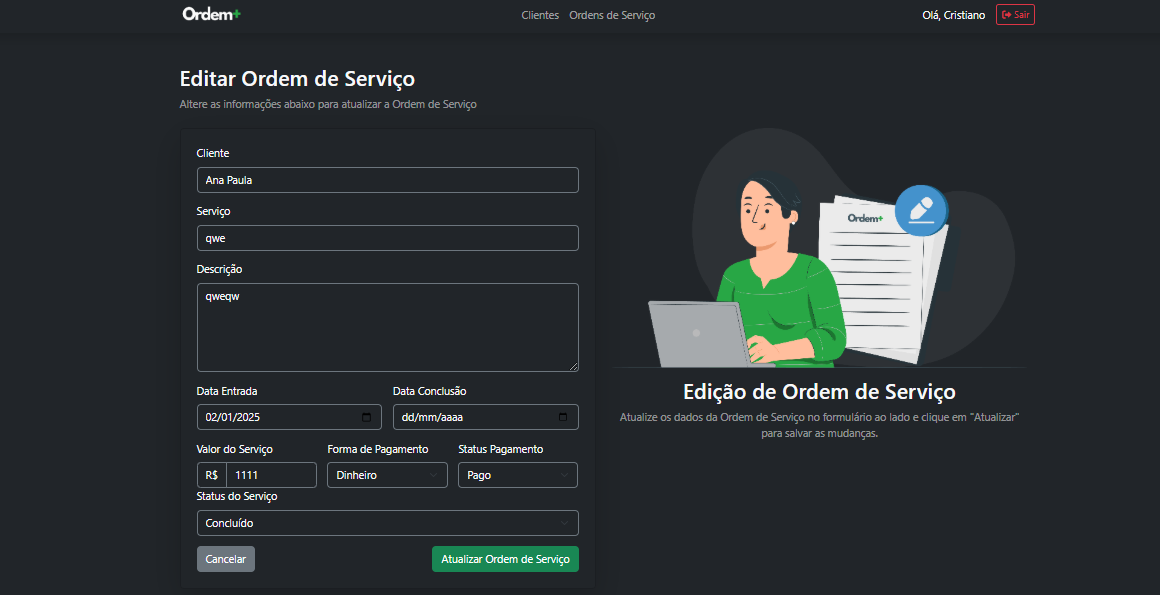 Ordem+
Clientes Ordens de Serviço
Olá, Cristiano
Sair
Editar Ordem de Serviço
Altere as informações abaixo para atualizar a Ordem de Serviço
Cliente
Ana Paula
Serviço
qwe
Descrição
qweqw
Data Entrada Data Conclusão
02/01/2025 dd/mm/aaaa
Valor do Serviço Forma de Pagamento Status Pagamento
R$ 1111 Dinheiro Pago
Status do Serviço
Concluído
Cancelar Atualizar Ordem de Serviço
Ordem+
Edição de Ordem de Serviço
Atualize os dados da Ordem de Serviço no formulário ao lado e clique em "Atualizar"
para salvar as mudanças.